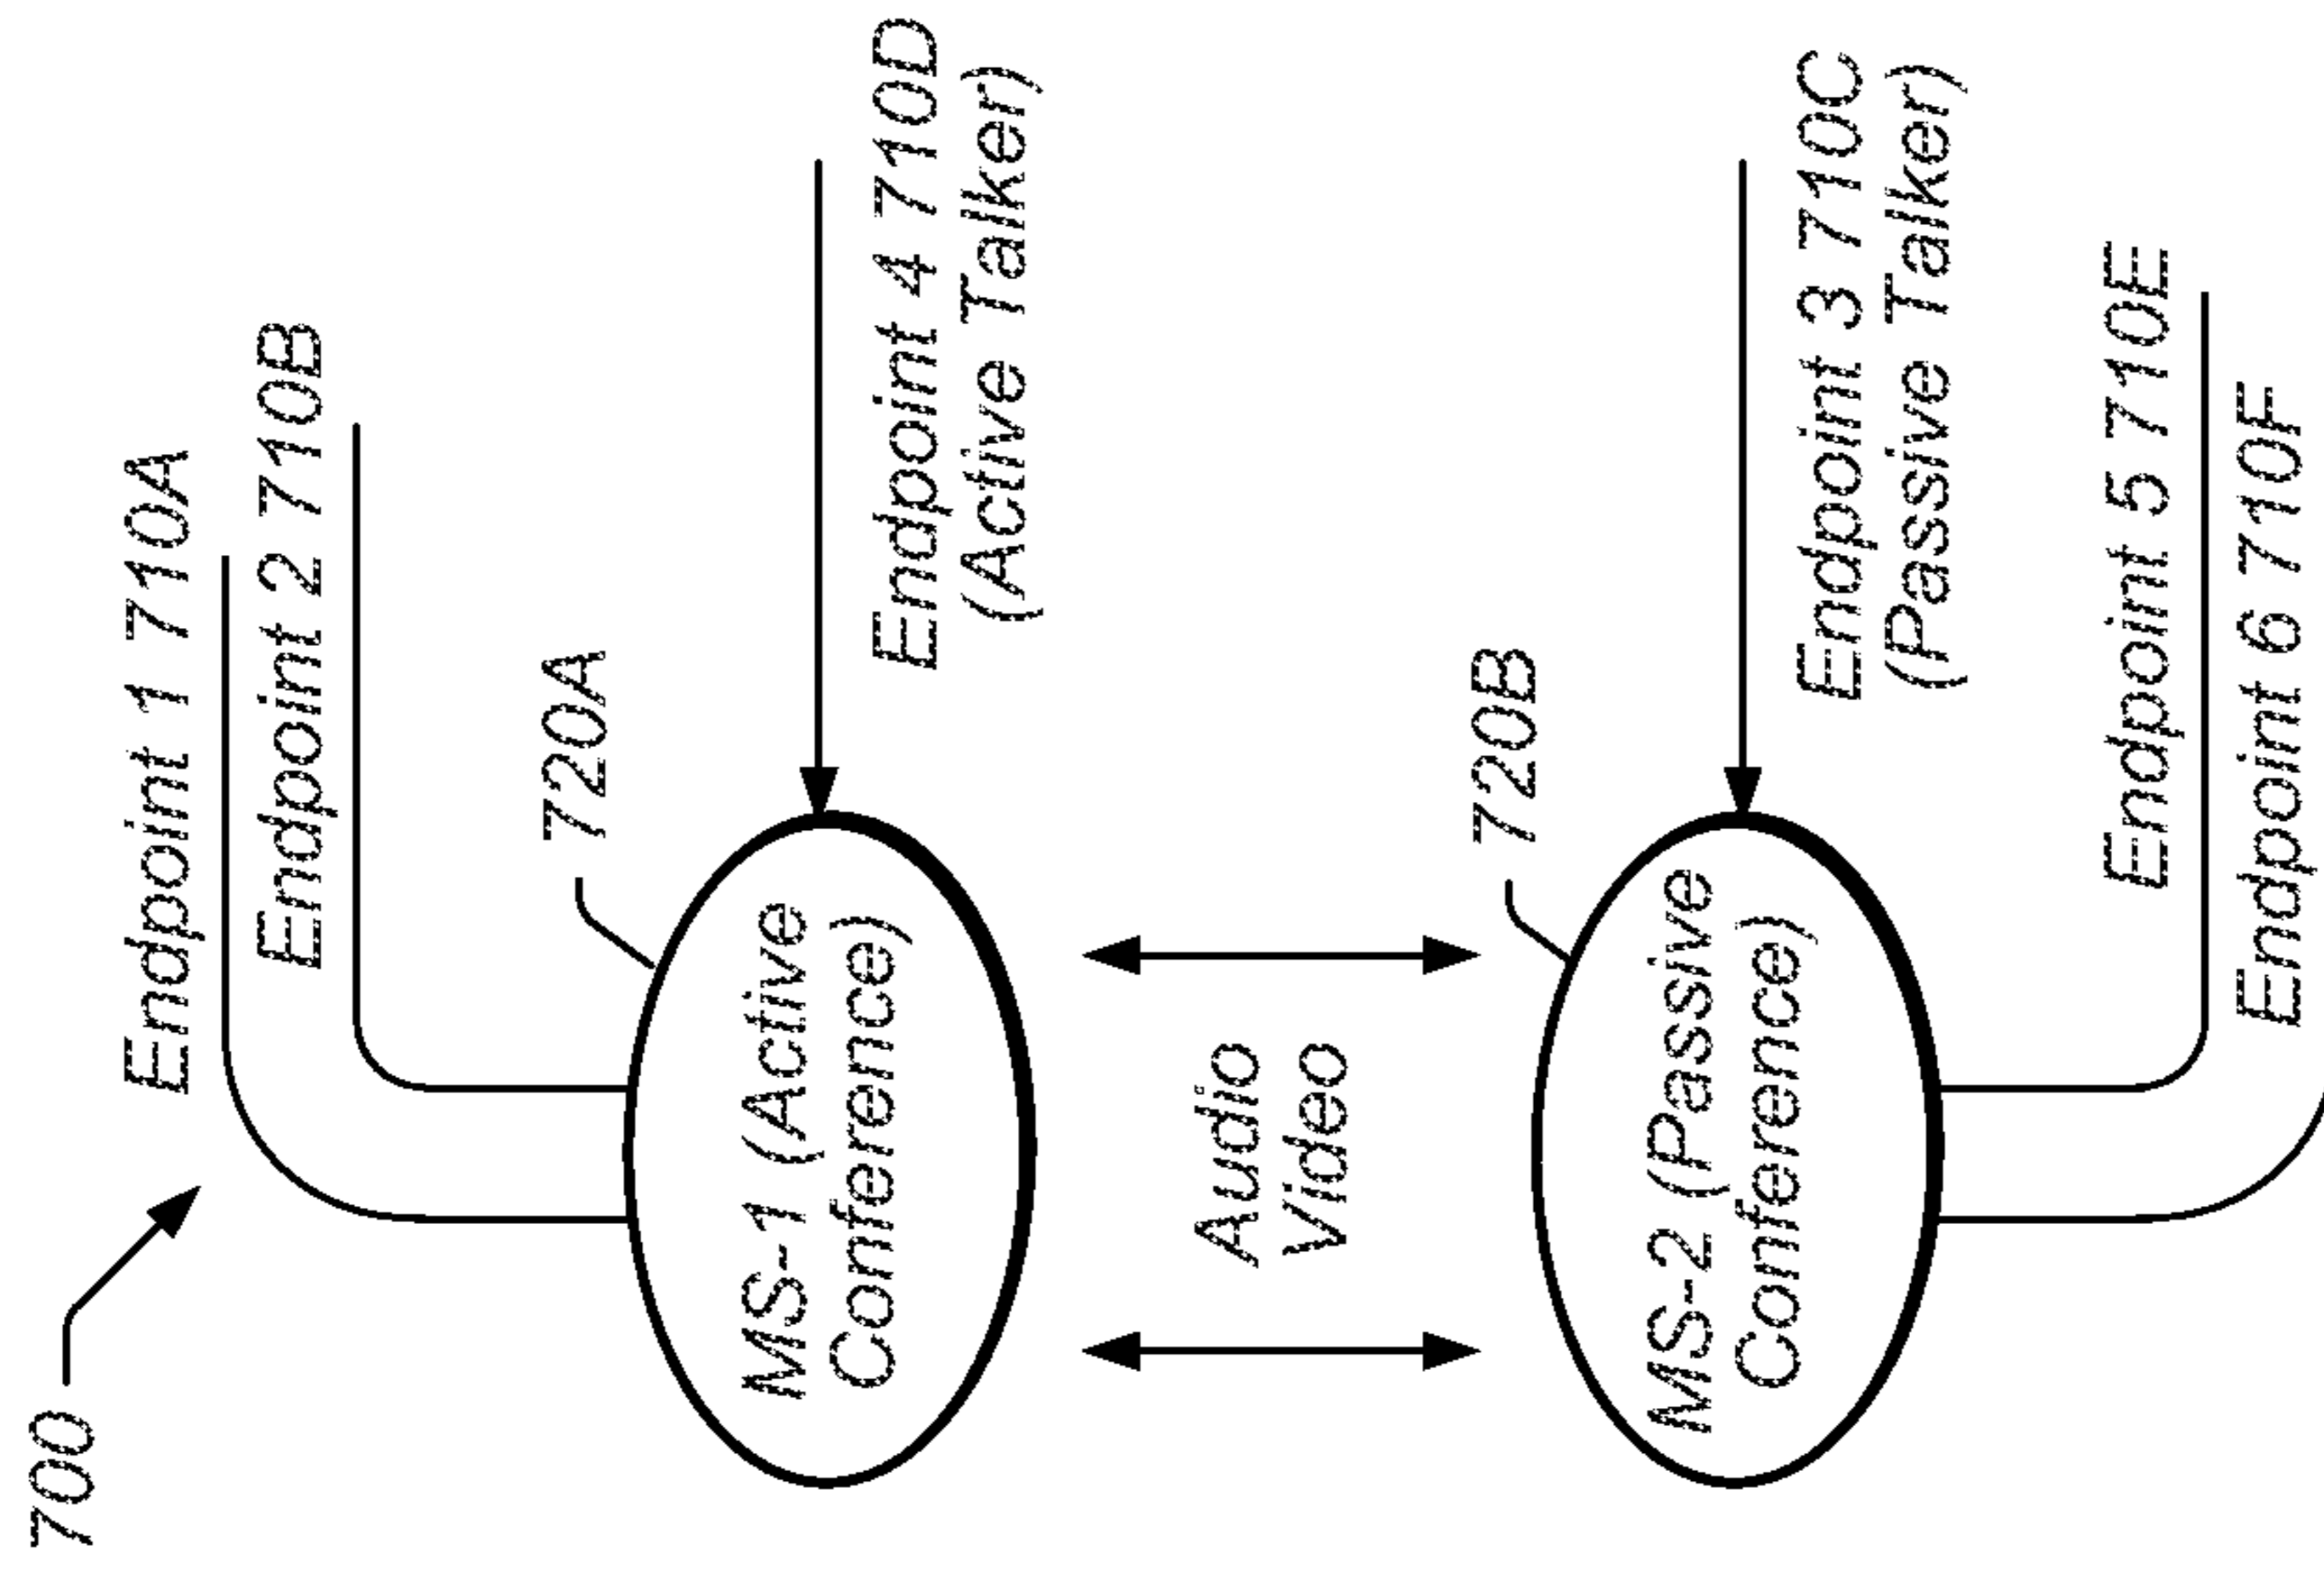 700
Endpoint 1 710A
Endpoint 2 710B
720A
MS-1 (Active
Conference)
Endpoint 4 710D
(Active Talker)
Audio
Video
720B
MS-2 (Passive
Conference)
Endpoint 3 710C
(Passive Talker)
Endpoint 5 710E
Endpoint 6 710F